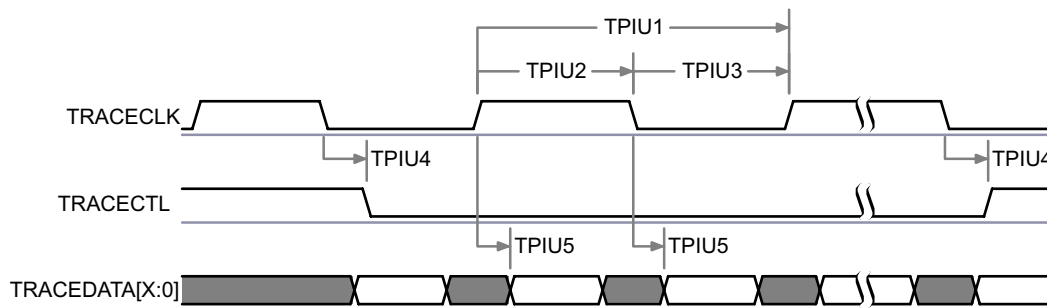 TPIU1
TPIU2 TPIU3
TRACECLK
TPIU4 TPIU4
TRACECTL
TPIU5 TPIU5
TRACEDATA[X:0]